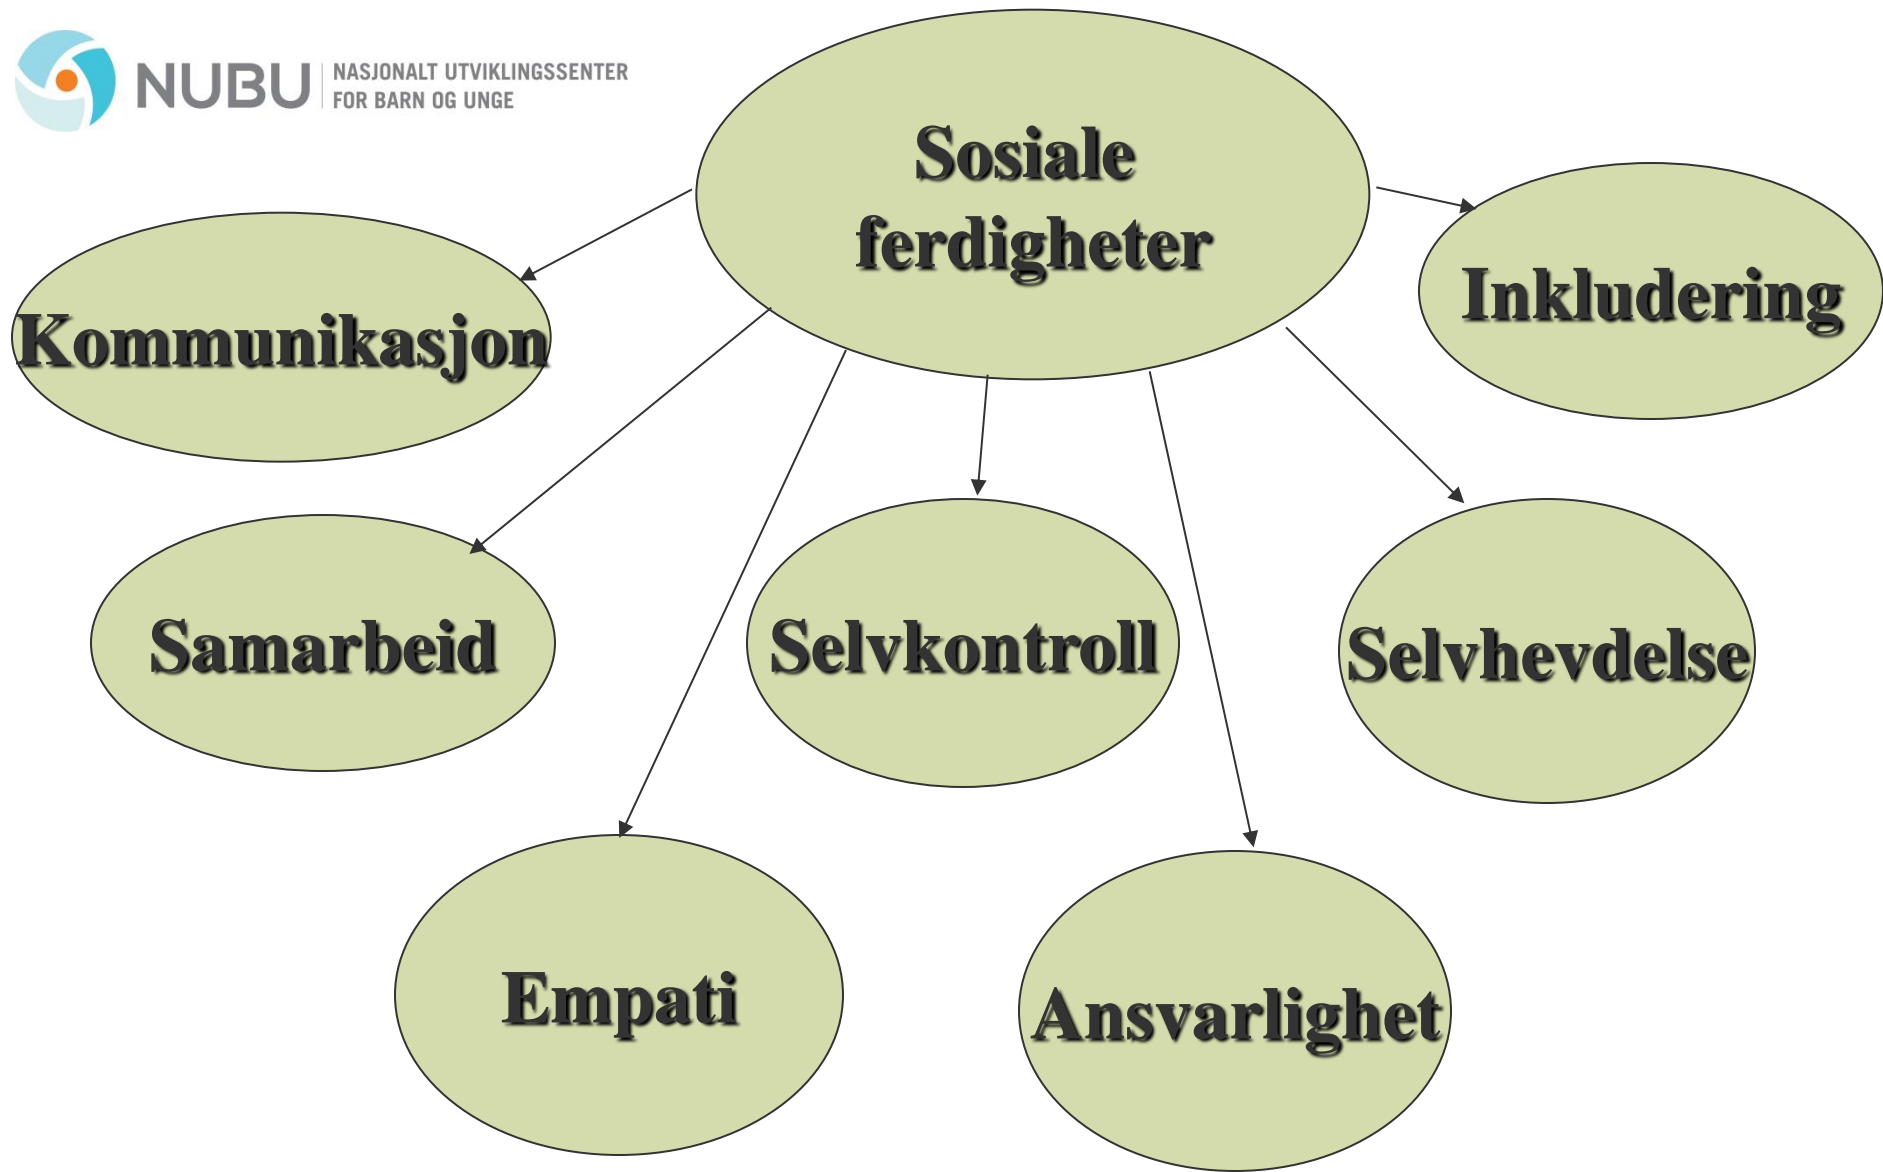 NUBU
NASJONALT UTVIKLINGSSENTER
FOR BARN OG UNGE
Sosiale
ferdigheter
Kommunikasjon
Inkludering
Samarbeid
Selvkontroll
Selvhevdelse
Empati
Ansvarlighet